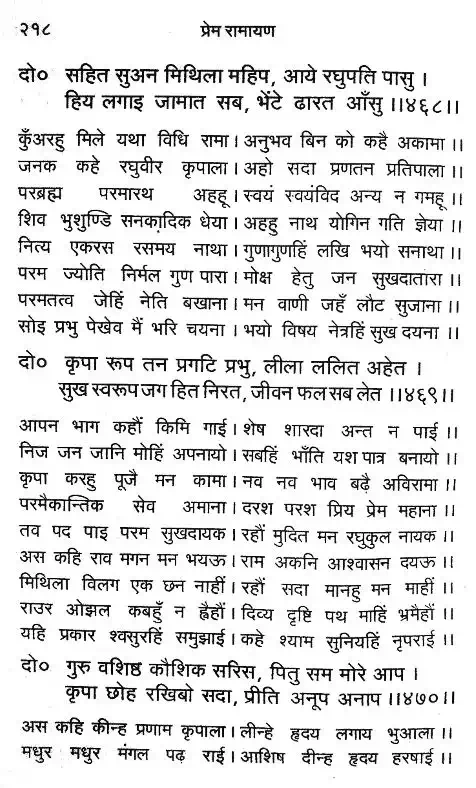 २१८ प्रेम रामायण
दो० सहित सुअन मिथिला महिप, आये रघुपति पासु ।
हिय लगाइ जामात सब, भेंटे ढारत आँसु ।।४६८।।
कुँअरहु मिले यथा विधि रामा । अनुभव बिन को कहै अकामा ।।
जनक कहे रघुवीर कृपाला । अहो सदा प्रणतन प्रतिपाला ।।
परब्रह्म परमारथ अहहू । स्वयं स्वयंविद अन्य न गमहू ।।
शिव भुशुण्डि सनकादिक धेया । अहहु नाथ योगिन गति ज्ञेया ।।
नित्य एकरस रसमय नाथा । गुणागुणहिं लखि भयो सनाथा ।।
परम ज्योति निर्मल गुण पारा । मोक्ष हेतु जन सुखदातारा ।।
परमतत्व जेहिं नेति बखाना । मन वाणी जहँ लौट सुजाना ।।
सोइ प्रभु पेखेव मैं भरि चयना । भयो विषय नेत्रहिं सुख दयना ।।
दो० कृपा रूप तन प्रगटि प्रभु, लीला ललित अहेत ।
सुख स्वरूप जग हित निरत, जीवन फल सब लेत ।।४६९।।
आपन भाग कहौं किमि गाई । शेष शारदा अन्त न पाई ।।
निज जन जानि मोहिं अपनायो । सबहिं भाँति यश पात्र बनायो ।।
कृपा करहु पूजै मन कामा । नव नव भाव बढ़ै अविरामा ।।
परमैकान्तिक सेव अमाना । दरश परश प्रिय प्रेम महाना ।।
तव पद पाइ परम सुखदायक । रहौं मुदित मन रघुकुल नायक ।।
अस कहि राव मगन मन भयऊ । राम अकनि आश्वासन दयऊ ।।
मिथिला विलग एक छन नाहीं । रहौं सदा मानहु मन माहीं ।।
राउर ओझल कबहुँ न ह्वैहौं । दिव्य दृष्टि पथ माहिं भ्रमैहौं ।।
यहि प्रकार श्वसुरहिं समुझाई । कहे श्याम सुनियहिं नृपराई ।।
दो० गुरु वशिष्ठ कौशिक सरिस, पितु सम मोरे आप ।
कृपा छोह रखिबो सदा, प्रीति अनूप अनाप ।।४७०।।
अस कहि कीन्ह प्रणाम कृपाला । लीन्हे हृदय लगाय भुआला ।।
मधुर मधुर मंगल पढ़ राई । आशिष दीन्ह हृदय हरषाई ।।